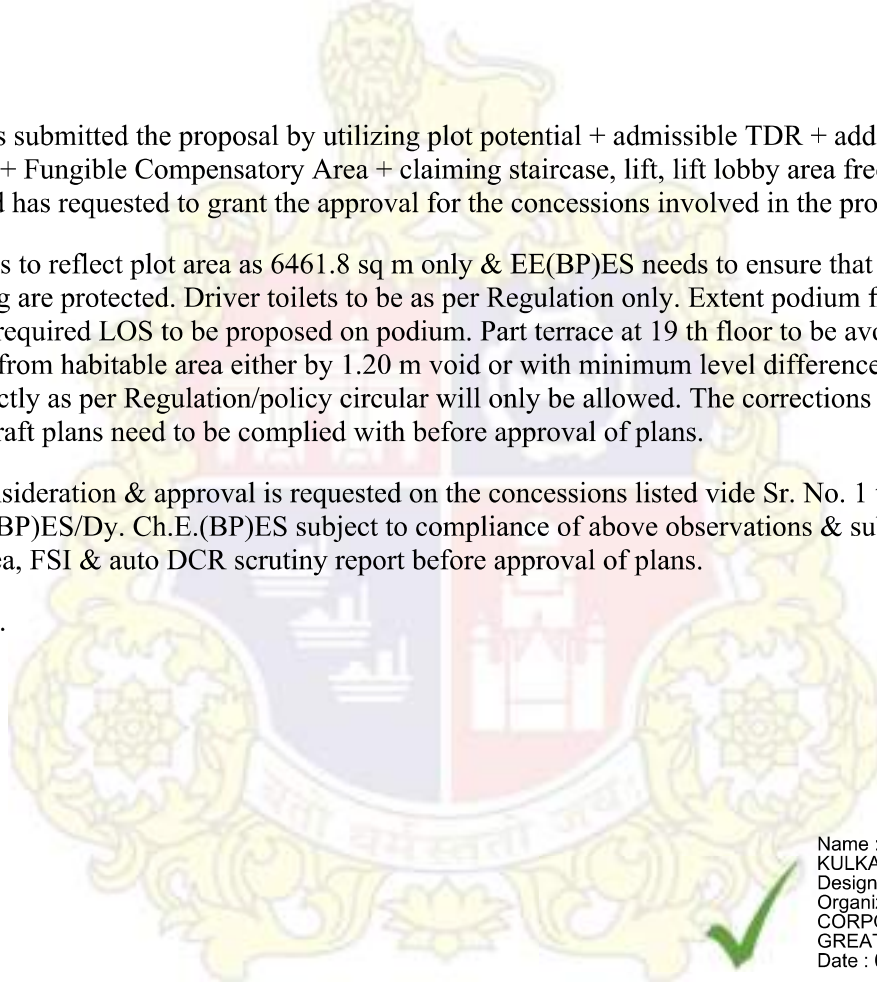 s submitted the proposal by utilizing plot potential + admissible TDR + add
+ Fungible Compensatory Area + claiming staircase, lift, lift lobby area fre
d has requested to grant the approval for the concessions involved in the pro
s to reflect plot area as 6461.8 sq m only & EE(BP)ES needs to ensure that
g are protected. Driver toilets to be as per Regulation only. Extent podium f
required LOS to be proposed on podium. Part terrace at 19 th floor to be avo
from habitable area either by 1.20 m void or with minimum level difference
ctly as per Regulation/policy circular will only be allowed. The corrections
raft plans need to be complied with before approval of plans.
nsideration & approval is requested on the concessions listed vide Sr. No. 1
BP)ES/Dy. Ch.E.(BP)ES subject to compliance of above observations & su
ea, FSI & auto DCR scrutiny report before approval of plans.
.
यतो धर्मस्ततो जयः
Name :
KULKA
Design
Organiz
CORPO
GREAT
Date :